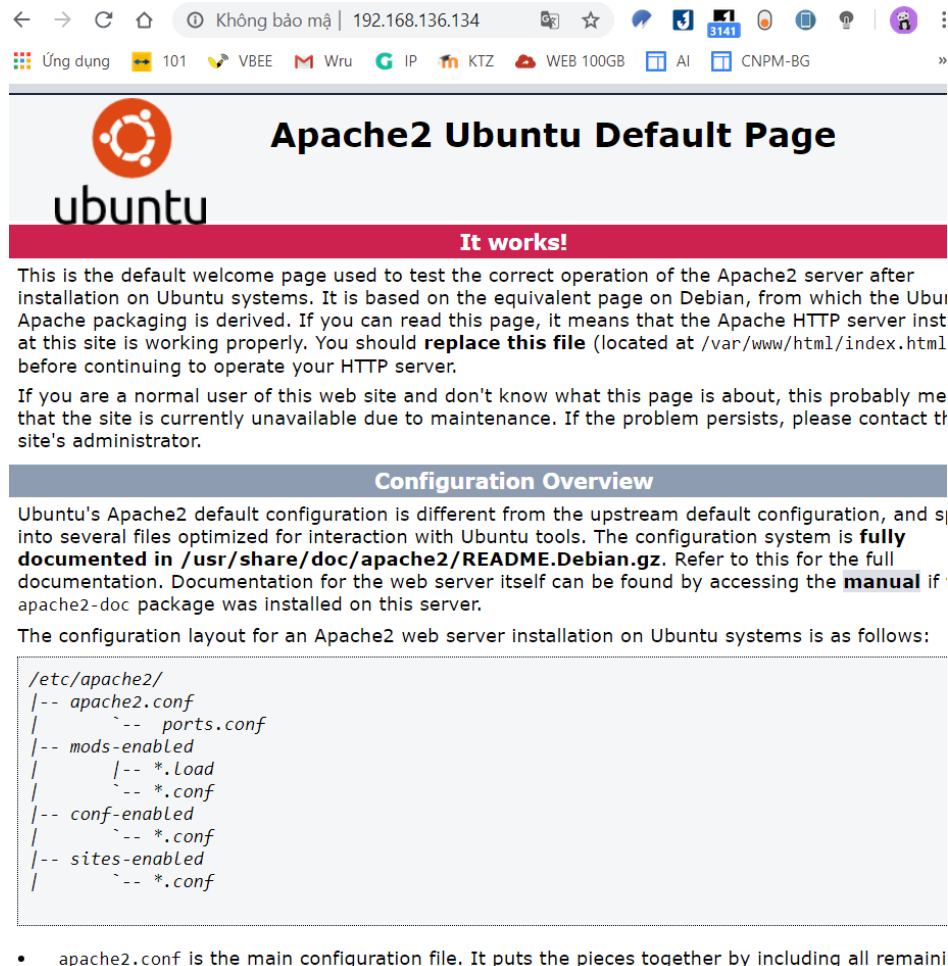 Không bảo mậ | 192.168.136.134
3141
Ứng dụng 101 VBEE Wru IP KTZ WEB 100GB AI CNPM-BG »
ubuntu
Apache2 Ubuntu Default Page
It works!
This is the default welcome page used to test the correct operation of the Apache2 server after
installation on Ubuntu systems. It is based on the equivalent page on Debian, from which the Ubu
Apache packaging is derived. If you can read this page, it means that the Apache HTTP server inst
at this site is working properly. You should replace this file (located at /var/www/html/index.html
before continuing to operate your HTTP server.
If you are a normal user of this web site and don't know what this page is about, this probably me
that the site is currently unavailable due to maintenance. If the problem persists, please contact th
site's administrator.
Configuration Overview
Ubuntu's Apache2 default configuration is different from the upstream default configuration, and s
into several files optimized for interaction with Ubuntu tools. The configuration system is fully
documented in /usr/share/doc/apache2/README.Debian.gz. Refer to this for the full
documentation. Documentation for the web server itself can be found by accessing the manual if
apache2-doc package was installed on this server.
The configuration layout for an Apache2 web server installation on Ubuntu systems is as follows:
/etc/apache2/
|-- apache2.conf
|       `--  ports.conf
|-- mods-enabled
|       |-- *.load
|       `-- *.conf
|-- conf-enabled
|       `-- *.conf
|-- sites-enabled
|       `-- *.conf
• apache2.conf is the main configuration file. It puts the pieces together by including all remaini